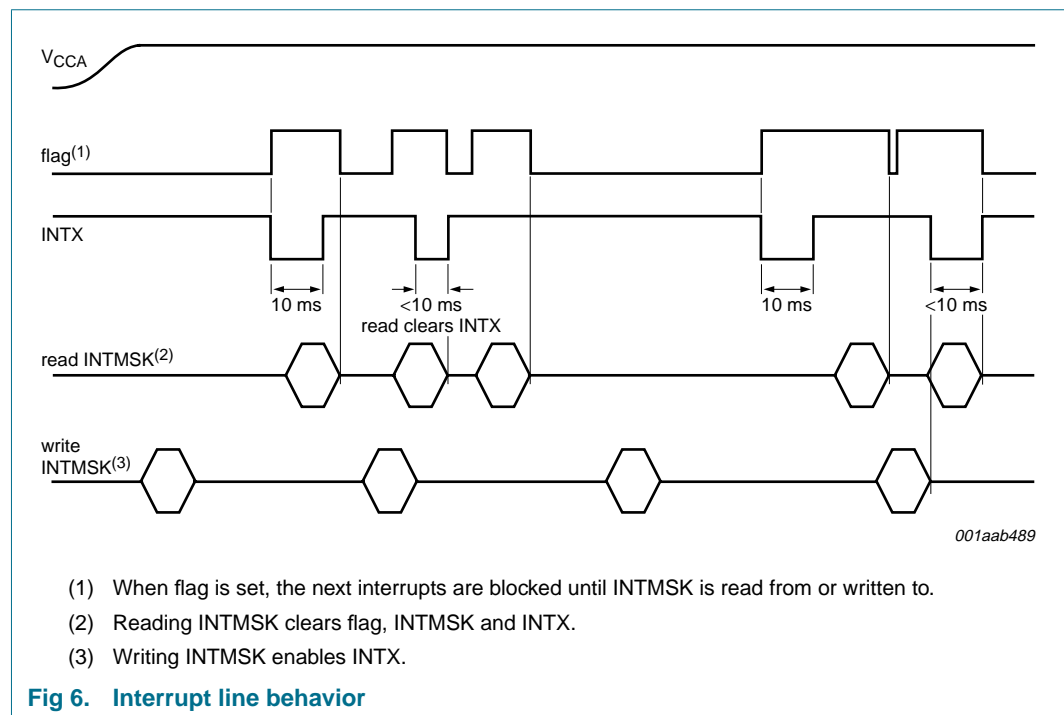 VCCA
flag(1)
INTX
10 ms
<10 ms
10 ms
<10 ms
read clears INTX
read INTMSK(2)
write
INTMSK(3)
001aab489
(1) When flag is set, the next interrupts are blocked until INTMSK is read from or written to.
(2) Reading INTMSK clears flag, INTMSK and INTX.
(3) Writing INTMSK enables INTX.
Fig 6. Interrupt line behavior